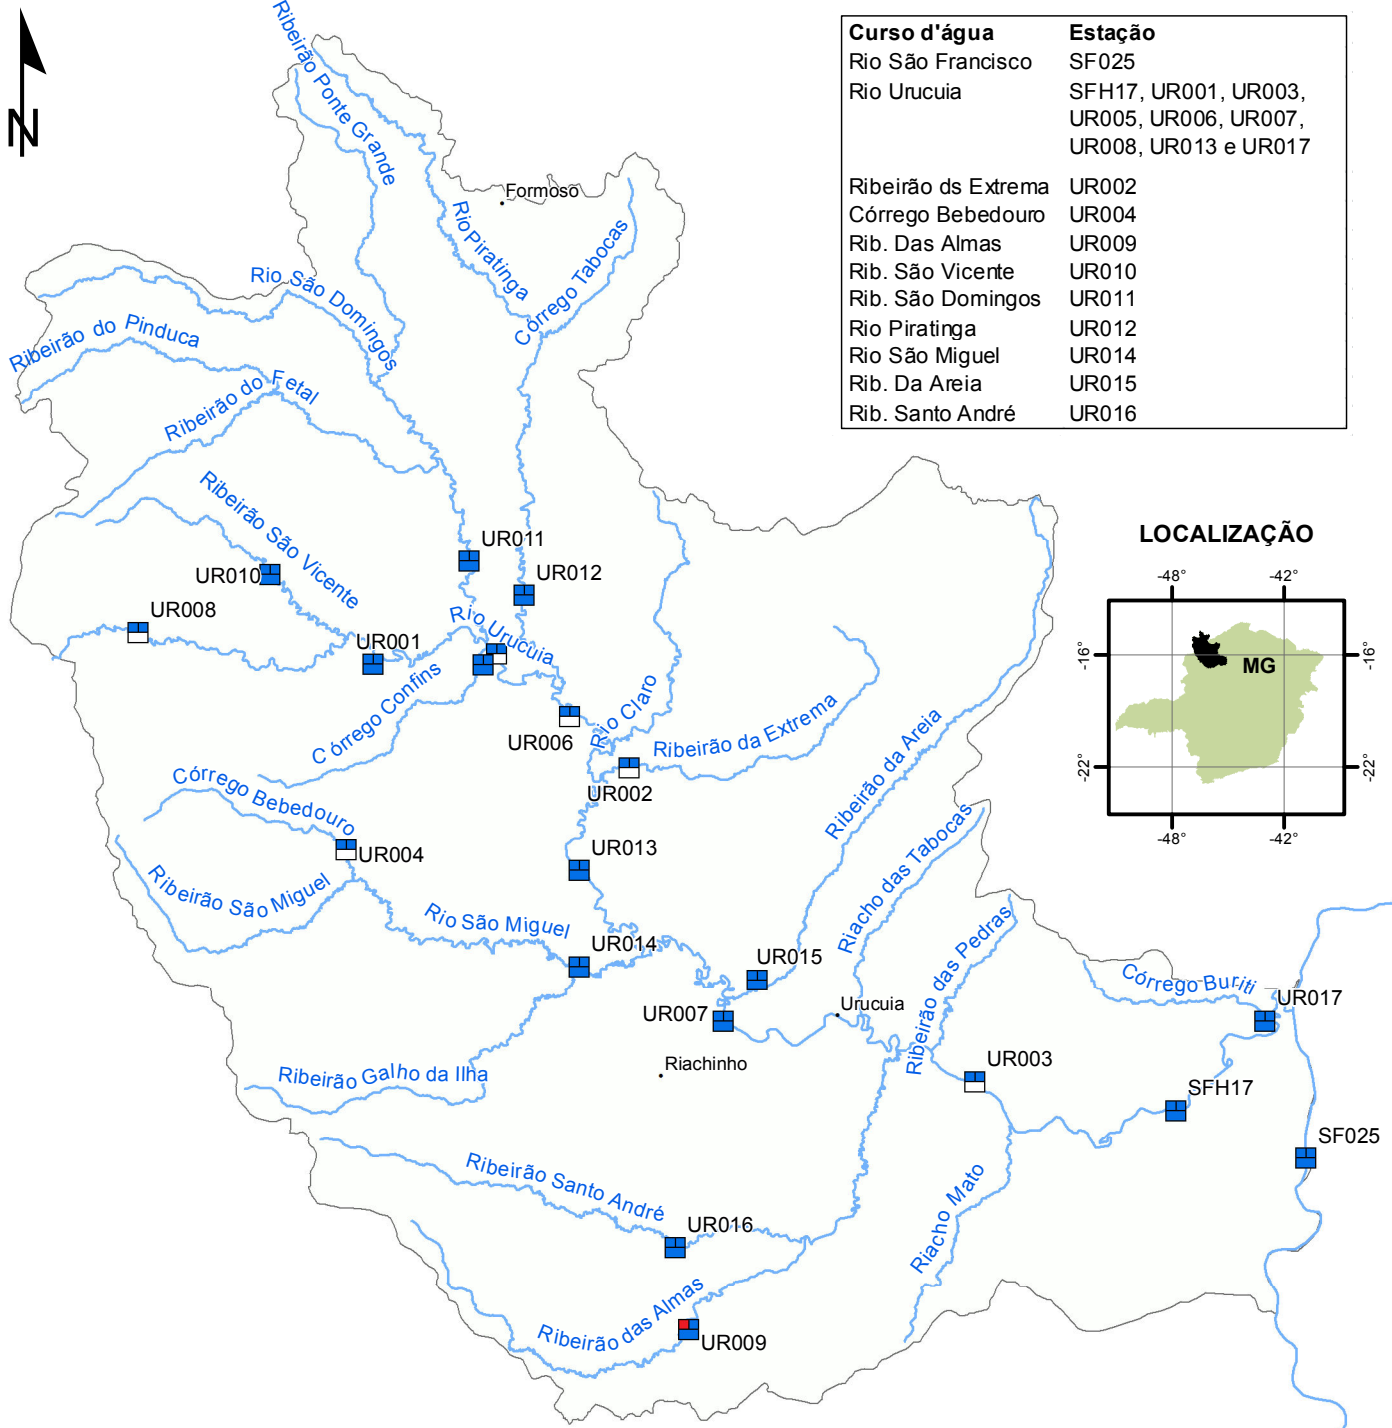 N
Curso d'água Estação
Rio São Francisco SF025
Rio Urucuia SFH17, UR001, UR003,
UR005, UR006, UR007,
UR008, UR013 e UR017
Ribeirão ds Extrema UR002
Córrego Bebedouro UR004
Rib. Das Almas UR009
Rib. São Vicente UR010
Rib. São Domingos UR011
Rio Piratinga UR012
Rio São Miguel UR014
Rib. Da Areia UR015
Rib. Santo André UR016
Ribeirão Ponte Grande
Formoso
Rio Piratinga
Córrego Tabocas
Rio São Domingos
Ribeirão do Pinduca
Ribeirão do Fetal
Ribeirão São Vicente
UR011
UR010
UR012
UR008
Rio Urucuia
UR001
Córrego Confins
UR006
Rio Claro
Ribeirão da Extrema
UR002
Ribeirão da Areia
Córrego Bebedouro
UR004
UR013
Ribeirão São Miguel
Rio São Miguel
UR014
Riacho das Tabocas
Ribeirão das Pedras
UR015
UR007
Urucuia
Córrego Buriti
UR017
Riachinho
UR003
Ribeirão Galho da Ilha
SFH17
SF025
Ribeirão Santo André
UR016
Riacho Mato
Ribeirão das Almas
UR009
LOCALIZAÇÃO
-48° -42°
-16° -16°
MG
-22° -22°
-48° -42°